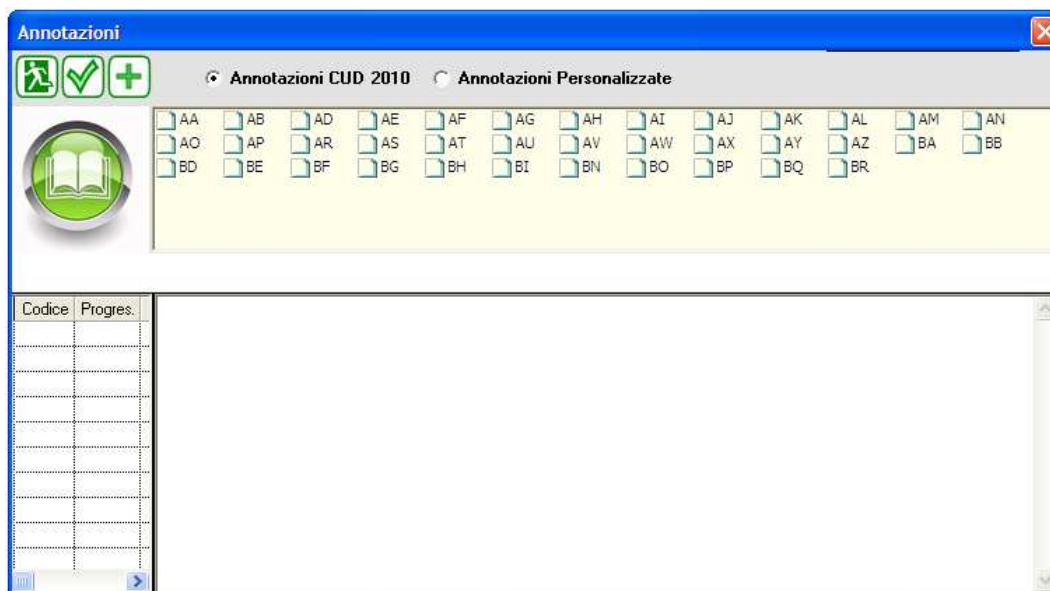 Annotazioni
Annotazioni CUD 2010 Annotazioni Personalizzate
AA AB AD AE AF AG AH AI AJ AK AL AM AN
AO AP AR AS AT AU AV AW AX AY AZ BA BB
BD BE BF BG BH BI BN BO BP BQ BR
Codice Progres.